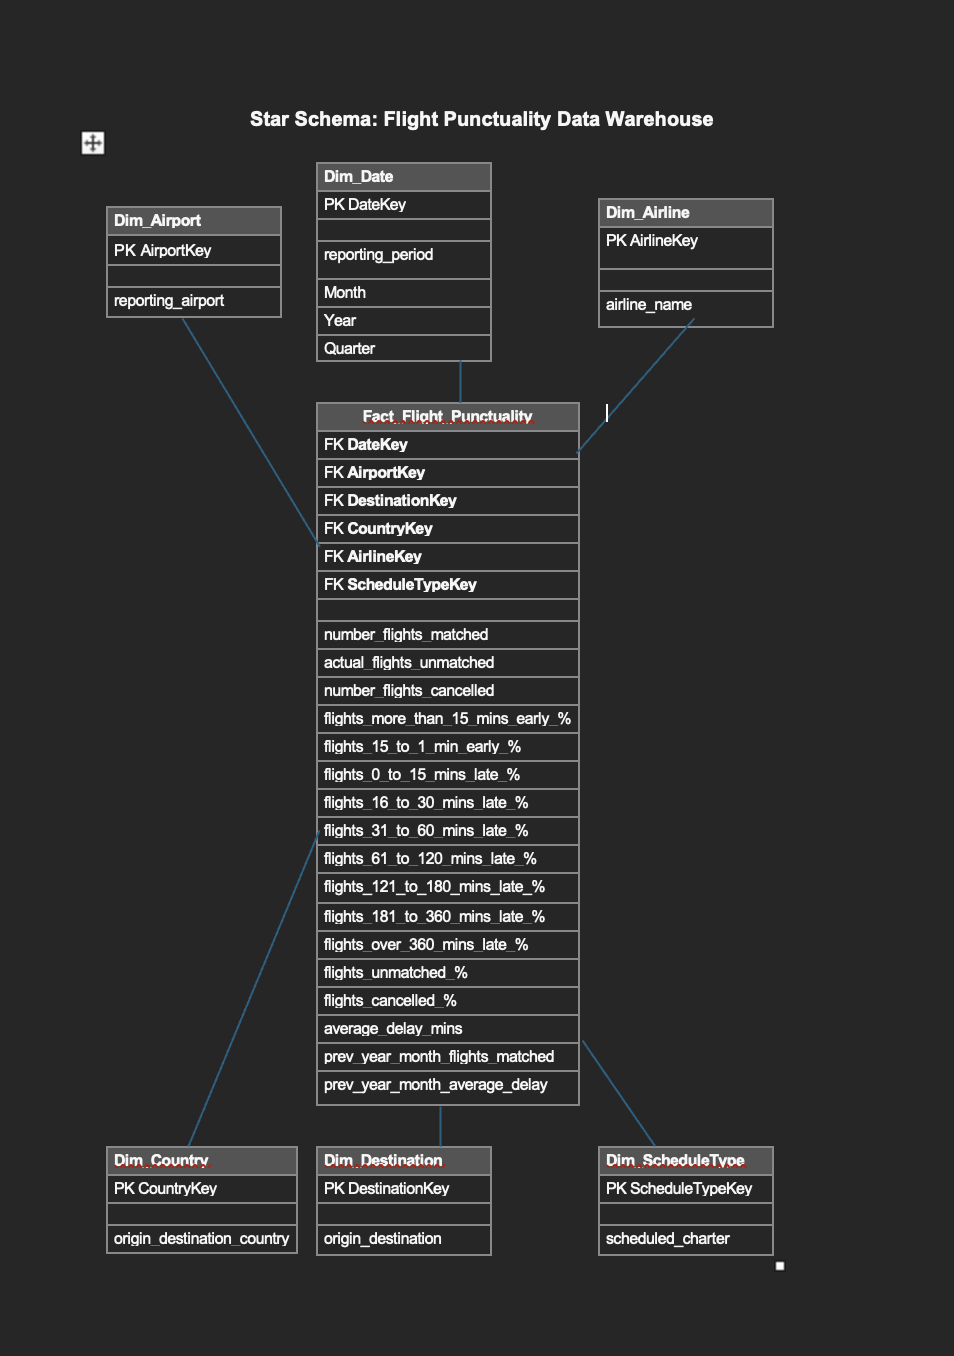 Star Schema: Flight Punctuality Data Warehouse
Dim_Date
PK DateKey
reporting_period
Month
Year
Quarter
Dim_Airport
PK AirportKey
reporting_airport
Dim_Airline
PK AirlineKey
airline_name
Fact_Flight_Punctuality
FK DateKey
FK AirportKey
FK DestinationKey
FK CountryKey
FK AirlineKey
FK ScheduleTypeKey
number_flights_matched
actual_flights_unmatched
number_flights_cancelled
flights_more_than_15_mins_early_%
flights_15_to_1_min_early_%
flights_0_to_15_mins_late_%
flights_16_to_30_mins_late_%
flights_31_to_60_mins_late_%
flights_61_to_120_mins_late_%
flights_121_to_180_mins_late_%
flights_181_to_360_mins_late_%
flights_over_360_mins_late_%
flights_unmatched_%
flights_cancelled_%
average_delay_mins
prev_year_month_flights_matched
prev_year_month_average_delay
Dim_Country
PK CountryKey
origin_destination_country
Dim_Destination
PK DestinationKey
origin_destination
Dim_ScheduleType
PK ScheduleTypeKey
scheduled_charter